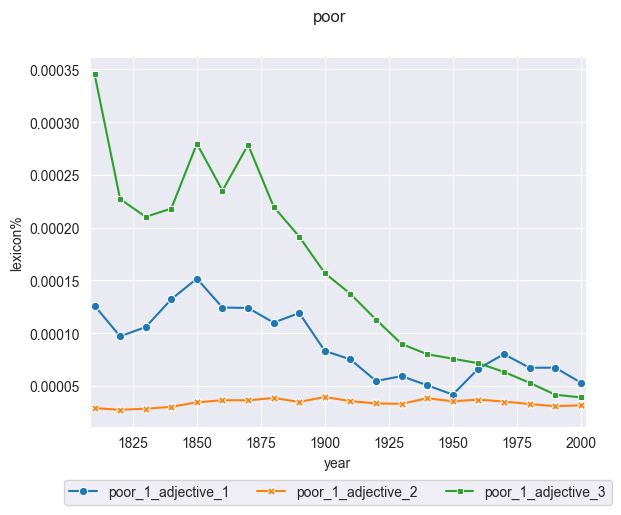 poor
0.00035
0.00030
0.00025
0.00020
0.00015
0.00010
0.00005
lexicon%
1825 1850 1875 1900 1925 1950 1975 2000
year
poor_1_adjective_1 poor_1_adjective_2 poor_1_adjective_3